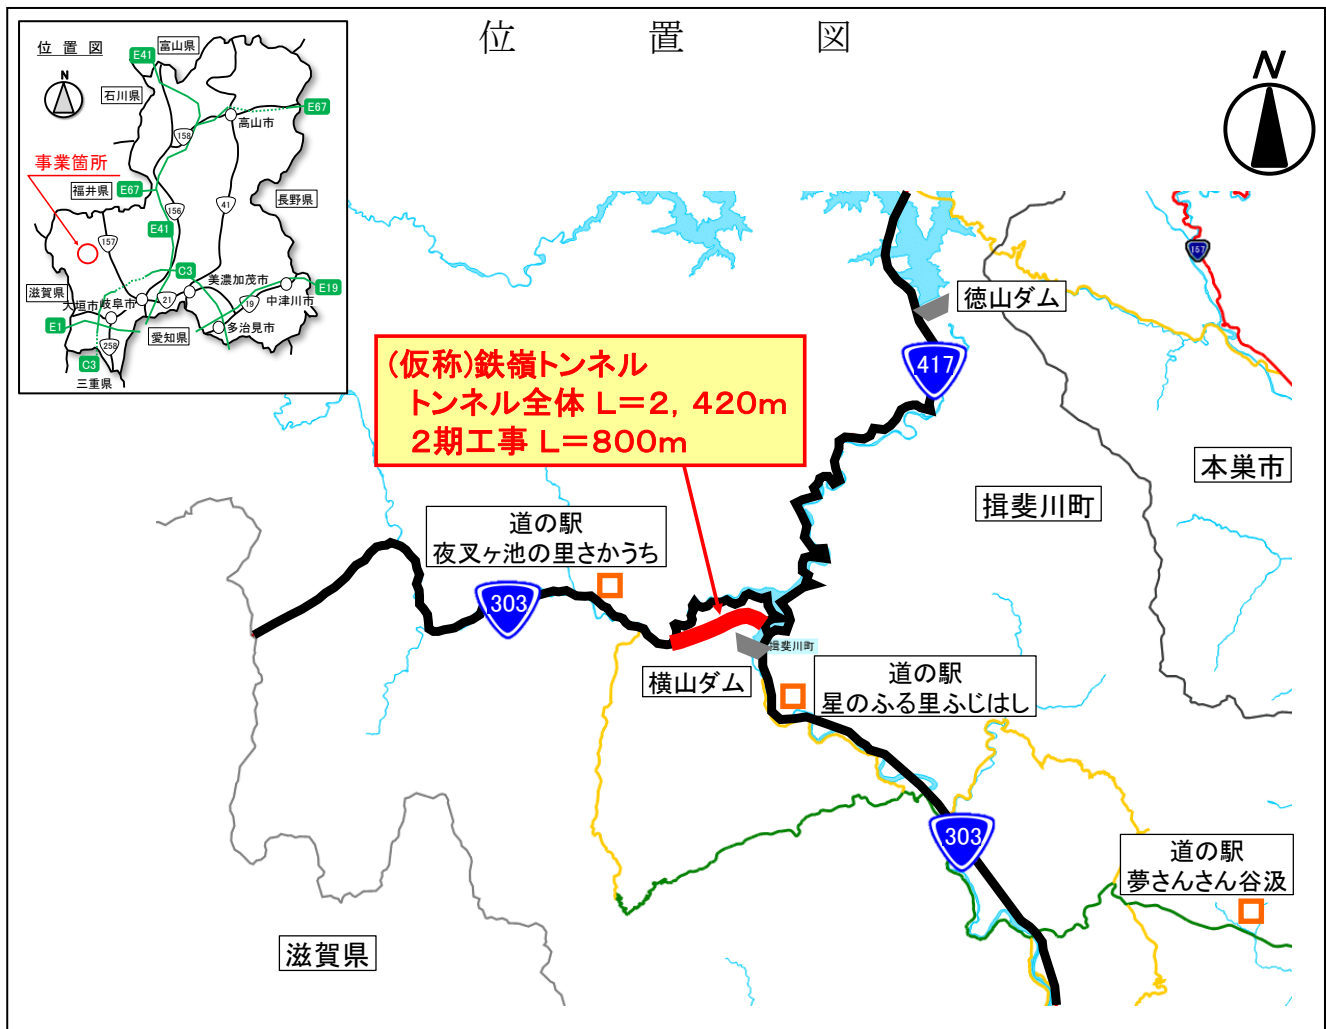 位置図
位置図
N
E41
富山県
石川県
E67
高山市
158
事業箇所
福井県
E67
長野県
156
41
E41
157
C3
美濃加茂市
滋賀県
大垣市
岐阜市
21
19
中津川市
E19
E1
愛知県
多治見市
258
C3
三重県
N
157
徳山ダム
417
(仮称)鉄嶺トンネル
トンネル全体 L=2,420m
2期工事 L=800m
本巣市
揖斐川町
道の駅
夜叉ヶ池の里さかうち
303
揖斐川町
横山ダム
道の駅
星のふる里ふじはし
303
道の駅
夢さんさん谷汲
滋賀県